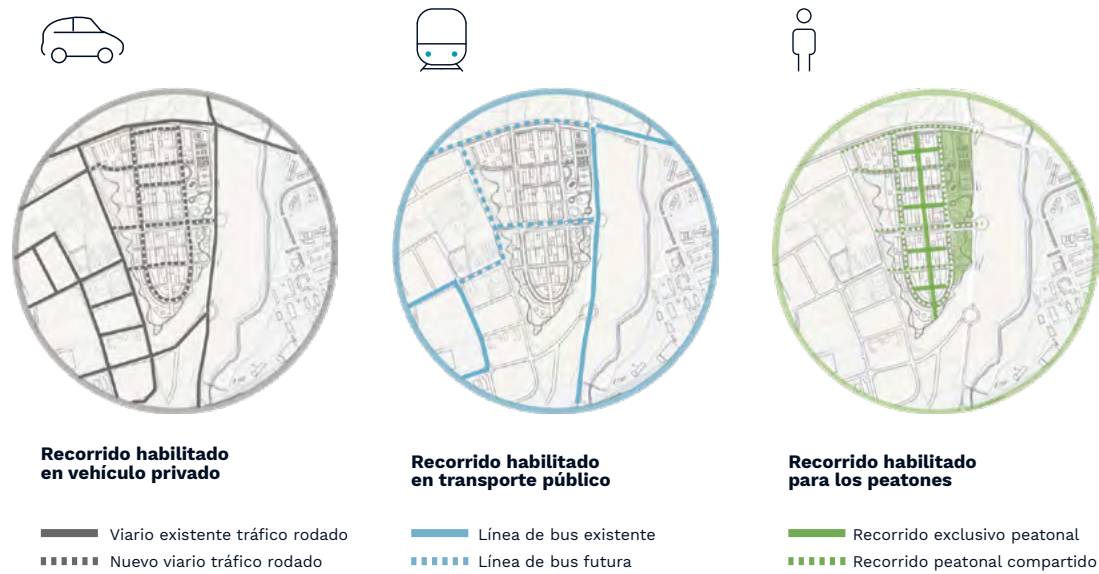 Recorrido habilitado
en vehículo privado
Viario existente tráfico rodado
Nuevo viario tráfico rodado
Recorrido habilitado
en transporte público
Línea de bus existente
Línea de bus futura
Recorrido habilitado
para los peatones
Recorrido exclusivo peatonal
Recorrido peatonal compartido